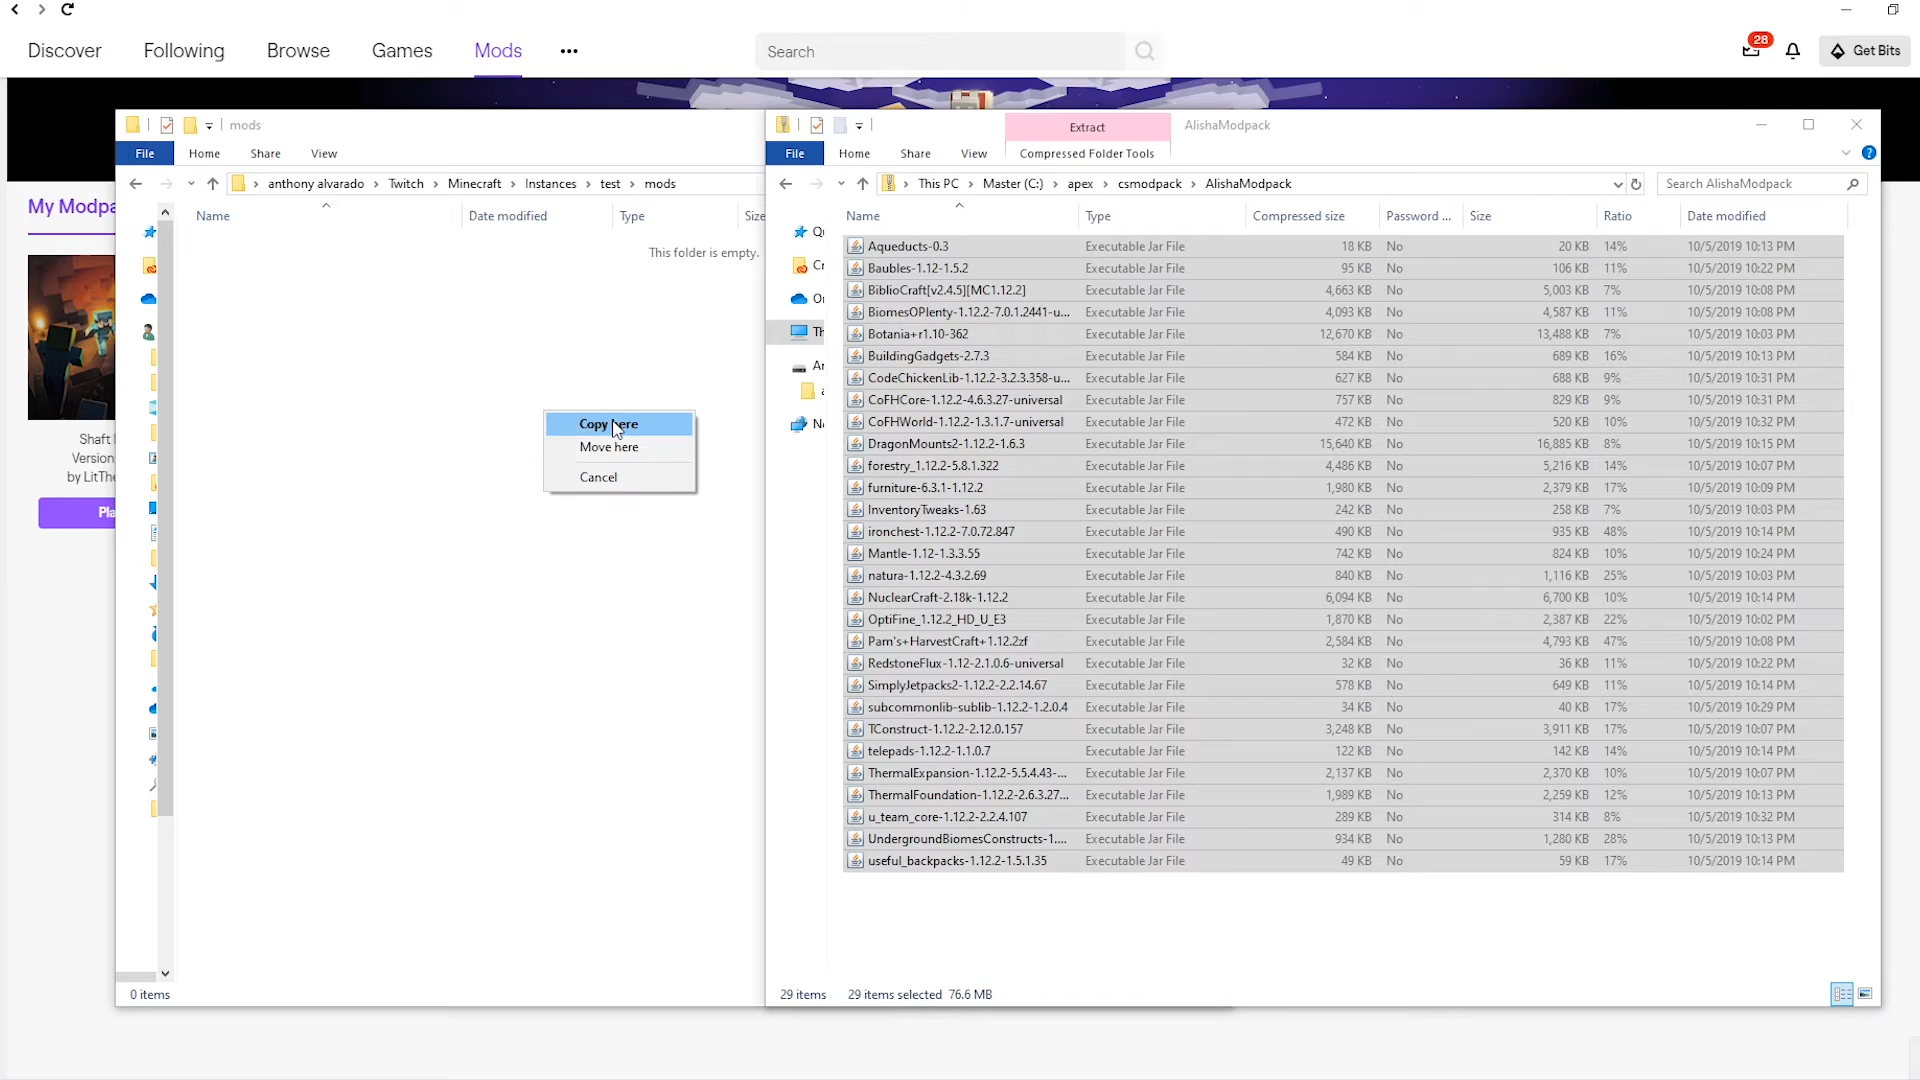 Discover Following Browse Games Mods ••• Search 28 Get Bits
mods
File Home Share View
anthony alvarado > Twitch > Minecraft > Instances > test > mods
Name Date modified Type Size
This folder is empty.
Copy here
Move here
Cancel
0 items
My Modpa
Shaft
Version
by LitThe
Pla
Extract AlishaModpack
File Home Share View Compressed Folder Tools
This PC > Master (C:) > apex > csmodpack > AlishaModpack Search AlishaModpack
Name Type Compressed size Password ... Size Ratio Date modified
Aqueducts-0.3 Executable Jar File 18 KB No 20 KB 14% 10/5/2019 10:13 PM
Baubles-1.12-1.5.2 Executable Jar File 95 KB No 106 KB 11% 10/5/2019 10:22 PM
BiblioCraft[v2.4.5][MC1.12.2] Executable Jar File 4,663 KB No 5,003 KB 7% 10/5/2019 10:08 PM
BiomesOPlenty-1.12.2-7.0.1.2441-u... Executable Jar File 4,093 KB No 4,587 KB 11% 10/5/2019 10:08 PM
Botania+r1.10-362 Executable Jar File 12,670 KB No 13,488 KB 7% 10/5/2019 10:03 PM
BuildingGadgets-2.7.3 Executable Jar File 584 KB No 689 KB 16% 10/5/2019 10:13 PM
CodeChickenLib-1.12.2-3.2.3.358-u... Executable Jar File 627 KB No 688 KB 9% 10/5/2019 10:31 PM
CoFHCore-1.12.2-4.6.3.27-universal Executable Jar File 757 KB No 829 KB 9% 10/5/2019 10:31 PM
CoFHWorld-1.12.2-1.3.1.7-universal Executable Jar File 472 KB No 520 KB 10% 10/5/2019 10:32 PM
DragonMounts2-1.12.2-1.6.3 Executable Jar File 15,640 KB No 16,885 KB 8% 10/5/2019 10:15 PM
forestry_1.12.2-5.8.1.322 Executable Jar File 4,486 KB No 5,216 KB 14% 10/5/2019 10:07 PM
furniture-6.3.1-1.12.2 Executable Jar File 1,980 KB No 2,379 KB 17% 10/5/2019 10:09 PM
InventoryTweaks-1.63 Executable Jar File 242 KB No 258 KB 7% 10/5/2019 10:03 PM
ironchest-1.12.2-7.0.72.847 Executable Jar File 490 KB No 935 KB 48% 10/5/2019 10:14 PM
Mantle-1.12-1.3.3.55 Executable Jar File 742 KB No 824 KB 10% 10/5/2019 10:24 PM
natura-1.12.2-4.3.2.69 Executable Jar File 840 KB No 1,116 KB 25% 10/5/2019 10:03 PM
NuclearCraft-2.18k-1.12.2 Executable Jar File 6,094 KB No 6,700 KB 10% 10/5/2019 10:14 PM
OptiFine_1.12.2_HD_U_E3 Executable Jar File 1,870 KB No 2,387 KB 22% 10/5/2019 10:02 PM
Pam's+HarvestCraft+1.12.2zf Executable Jar File 2,584 KB No 4,793 KB 47% 10/5/2019 10:08 PM
RedstoneFlux-1.12-2.1.0.6-universal Executable Jar File 32 KB No 36 KB 11% 10/5/2019 10:22 PM
SimplyJetpacks2-1.12.2-2.2.14.67 Executable Jar File 578 KB No 649 KB 11% 10/5/2019 10:14 PM
subcommonlib-sublib-1.12.2-1.2.0.4 Executable Jar File 34 KB No 40 KB 17% 10/5/2019 10:29 PM
TConstruct-1.12.2-2.12.0.157 Executable Jar File 3,248 KB No 3,911 KB 17% 10/5/2019 10:07 PM
telepads-1.12.2-1.1.0.7 Executable Jar File 122 KB No 142 KB 14% 10/5/2019 10:14 PM
ThermalExpansion-1.12.2-5.5.4.43-... Executable Jar File 2,137 KB No 2,370 KB 10% 10/5/2019 10:07 PM
ThermalFoundation-1.12.2-2.6.3.27... Executable Jar File 1,989 KB No 2,259 KB 12% 10/5/2019 10:13 PM
u_team_core-1.12.2-2.2.4.107 Executable Jar File 289 KB No 314 KB 8% 10/5/2019 10:32 PM
UndergroundBiomesConstructs-1.... Executable Jar File 934 KB No 1,280 KB 28% 10/5/2019 10:13 PM
useful_backpacks-1.12.2-1.5.1.35 Executable Jar File 49 KB No 59 KB 17% 10/5/2019 10:14 PM
29 items 29 items selected 76.6 MB